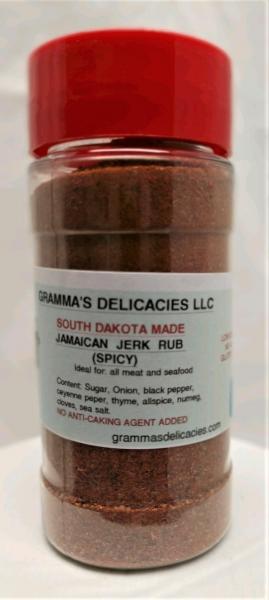 GRAMMA'S DELICACIES LLC
SOUTH DAKOTA MADE
JAMAICAN JERK RUB
(SPICY)
Ideal for: all meat and seafood
Content: Sugar, Onion, black pepper,
cayenne peper, thyme, allspice, numeg,
cloves, sea salt.
NO ANTI-CAKING AGENT ADDED
grammasdelicacies.com